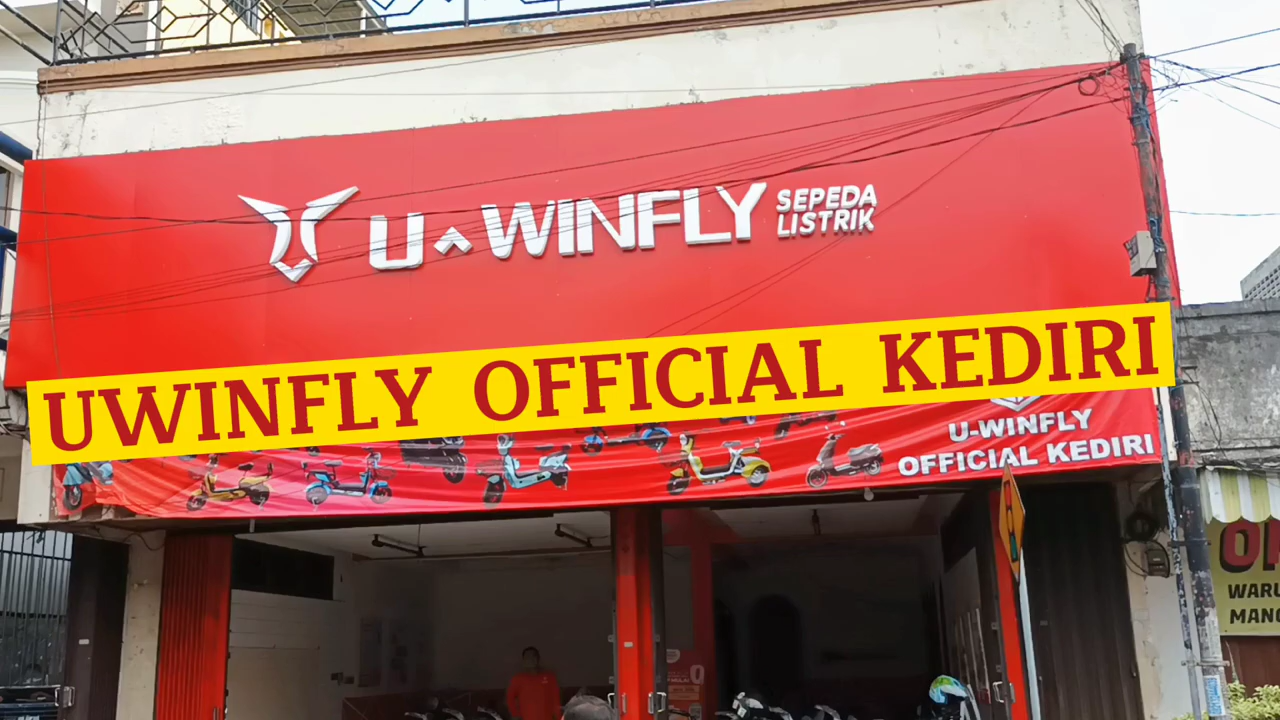 U-WINFLY SEPEDA
LISTRIK
UWINFLY OFFICIAL KEDIRI
U-WINFLY
OFFICIAL KEDIRI
WARU
MANG